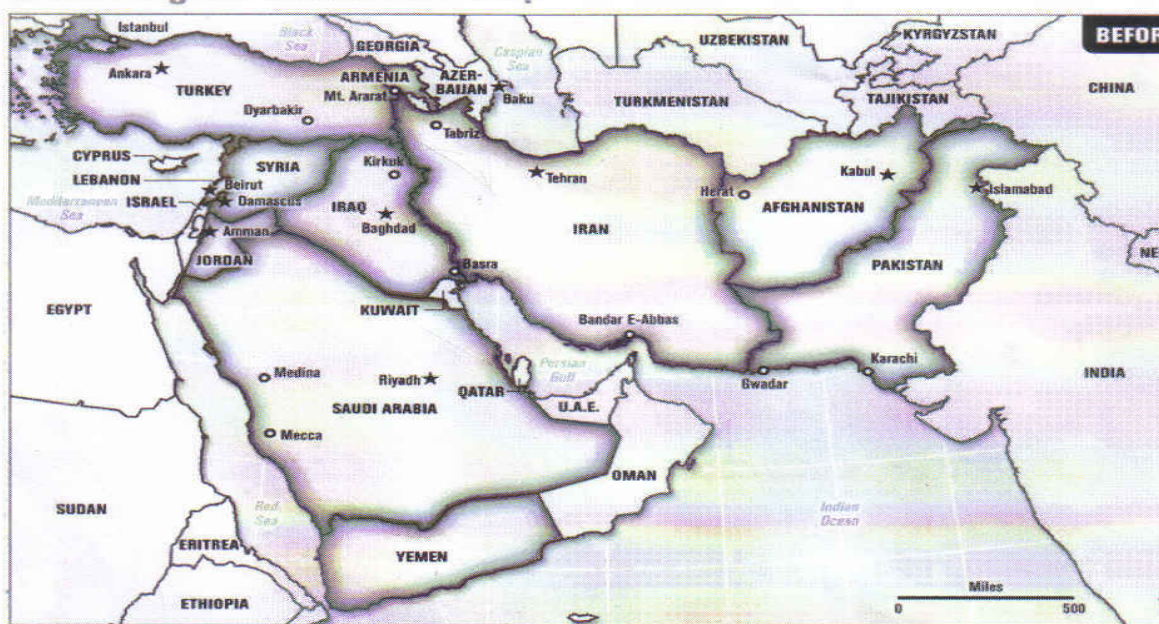 Istanbul
Black
Sea
GEORGIA
Caspian
Sea
UZBEKISTAN
KYRGYZSTAN
BEFOR
Ankara
TURKEY
ARMENIA
Mt. Ararat
AZER-
BAIJAN
Baku
TURKMENISTAN
TAJIKISTAN
CHINA
Dyarbakir
Tabriz
CYPRUS
SYRIA
Kirkuk
Tehran
Herat
Kabul
Islamabad
LEBANON
Beirut
Mediterranean
Sea
ISRAEL
Damascus
IRAQ
Baghdad
IRAN
AFGHANISTAN
Amman
JORDAN
Basra
PAKISTAN
NE
EGYPT
KUWAIT
Bandar E-Abbas
Persian
Gulf
Medina
Riyadh
QATAR
U.A.E.
Gwadar
Karachi
INDIA
SAUDI ARABIA
Mecca
OMAN
SUDAN
Red
Sea
Indian
Ocean
ERITREA
YEMEN
ETHIOPIA
Miles
0
500